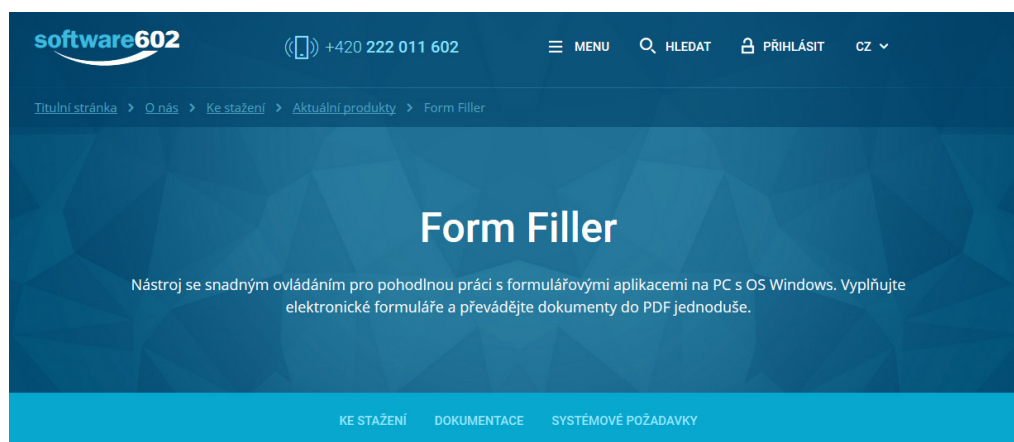 software602
+420 222 011 602
MENU
HLEDAT
PŘIHLÁSIT
CZ
Titulní stránka > O nás > Ke stažení > Aktuální produkty > Form Filler
Form Filler
Nástroj se snadným ovládáním pro pohodlnou práci s formulářovými aplikacemi na PC s OS Windows. Vyplňujte
elektronické formuláře a převádějte dokumenty do PDF jednoduše.
KE STAŽENÍ
DOKUMENTACE
SYSTÉMOVÉ POŽADAVKY